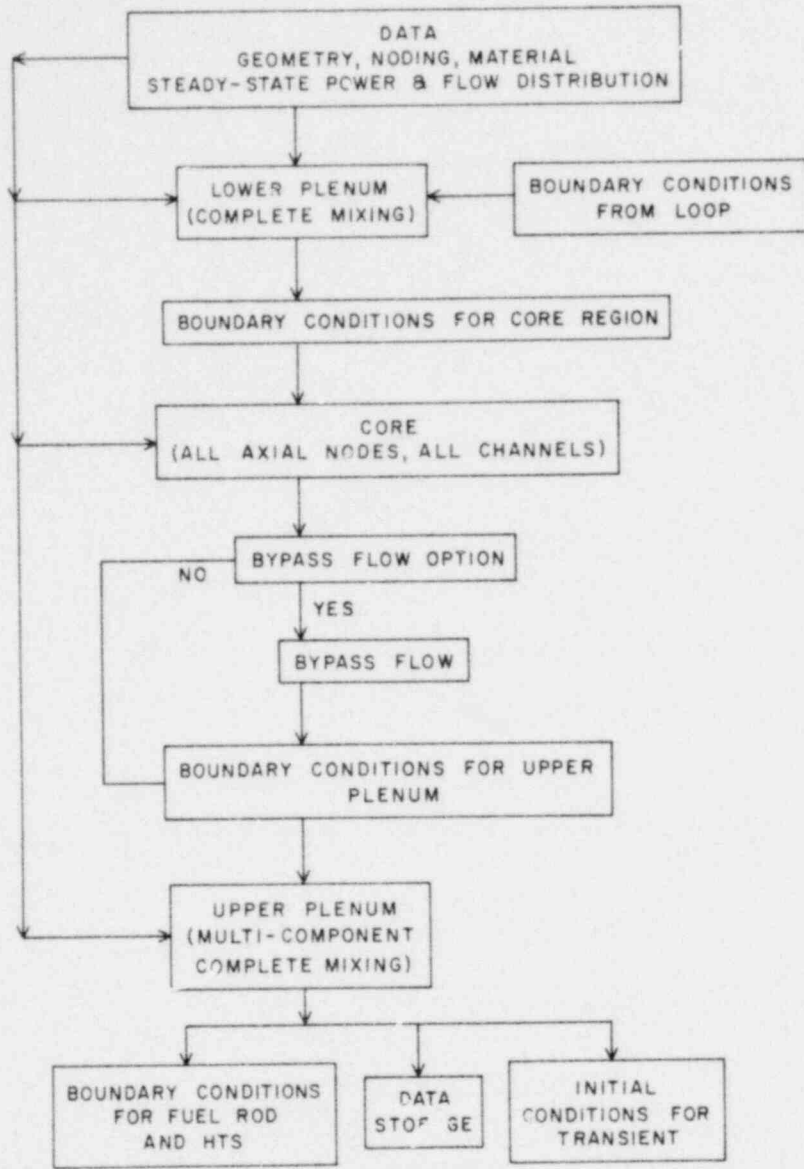 DATA
GEOMETRY, NODING, MATERIAL
STEADY-STATE POWER & FLOW DISTRIBUTION
LOWER PLENUM
(COMPLETE MIXING)
BOUNDARY CONDITIONS
FROM LOOP
BOUNDARY CONDITIONS FOR CORE REGION
CORE
(ALL AXIAL NODES, ALL CHANNELS)
BYPASS FLOW OPTION
NO
YES
BYPASS FLOW
BOUNDARY CONDITIONS FOR UPPER
PLENUM
UPPER PLENUM
(MULTI-COMPONENT
COMPLETE MIXING)
BOUNDARY CONDITIONS
FOR FUEL ROD
AND HTS
DATA
STORAGE
INITIAL
CONDITIONS FOR
TRANSIENT